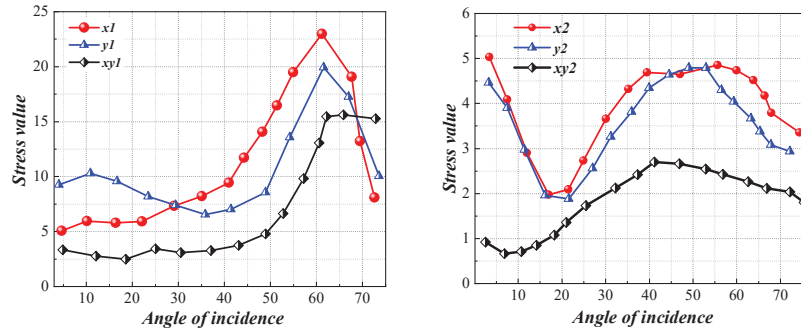 25
20
15
10
5
0
Stress value
x1
y1
xy1
10 20 30 40 50 60 70
Angle of incidence
6
5
4
3
2
1
0
Stress value
x2
y2
xy2
10 20 30 40 50 60 70
Angle of incidence